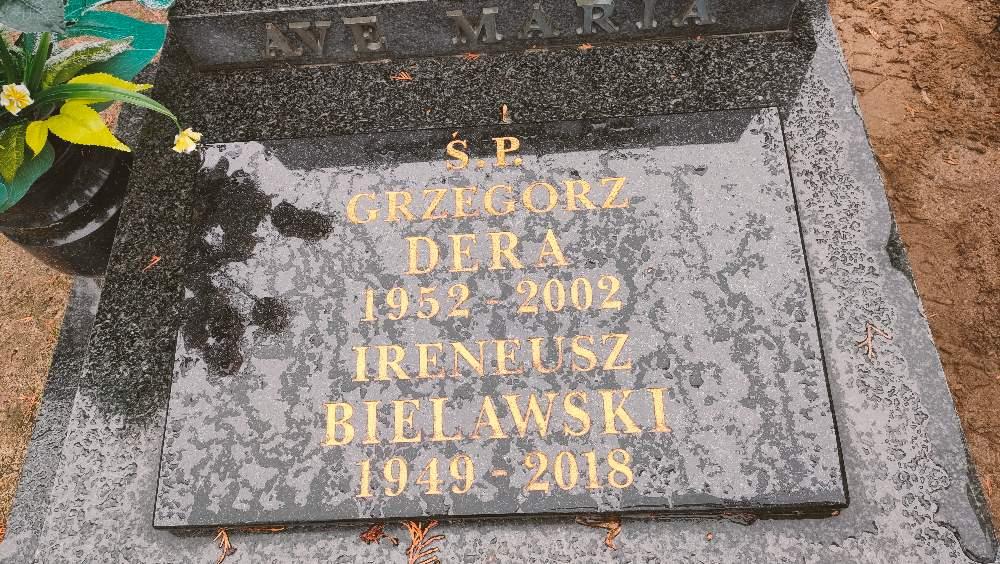 AVE MARIA
Ś.P.
GRZEGORZ
DERA
1952 - 2002
IRENEUSZ
BIELAWSKI
1949 - 2018